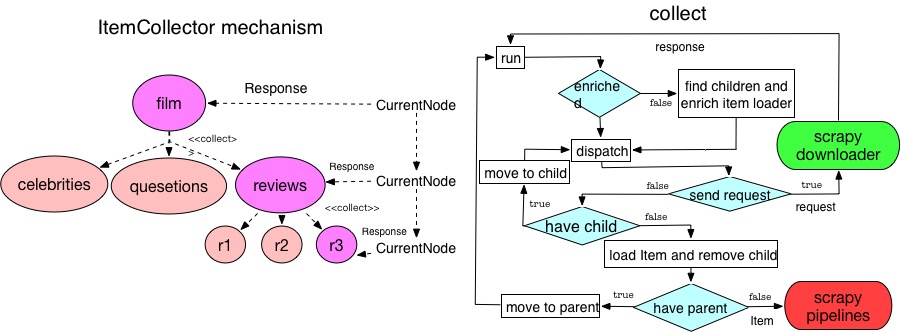 ItemCollector mechanism
film
Response
CurrentNode
<<collect>
>
celebrities
quesetions
reviews
Response
CurrentNode
<<collect>>
r1
r2
r3
Response
CurrentNode
collect
response
run
enriche
d
false
find children and
enrich item loader
scrapy
downloader
dispatch
move to child
false
send request
true
request
true
have child
false
load Item and remove child
move to parent
true
have parent
false
Item
scrapy
pipelines